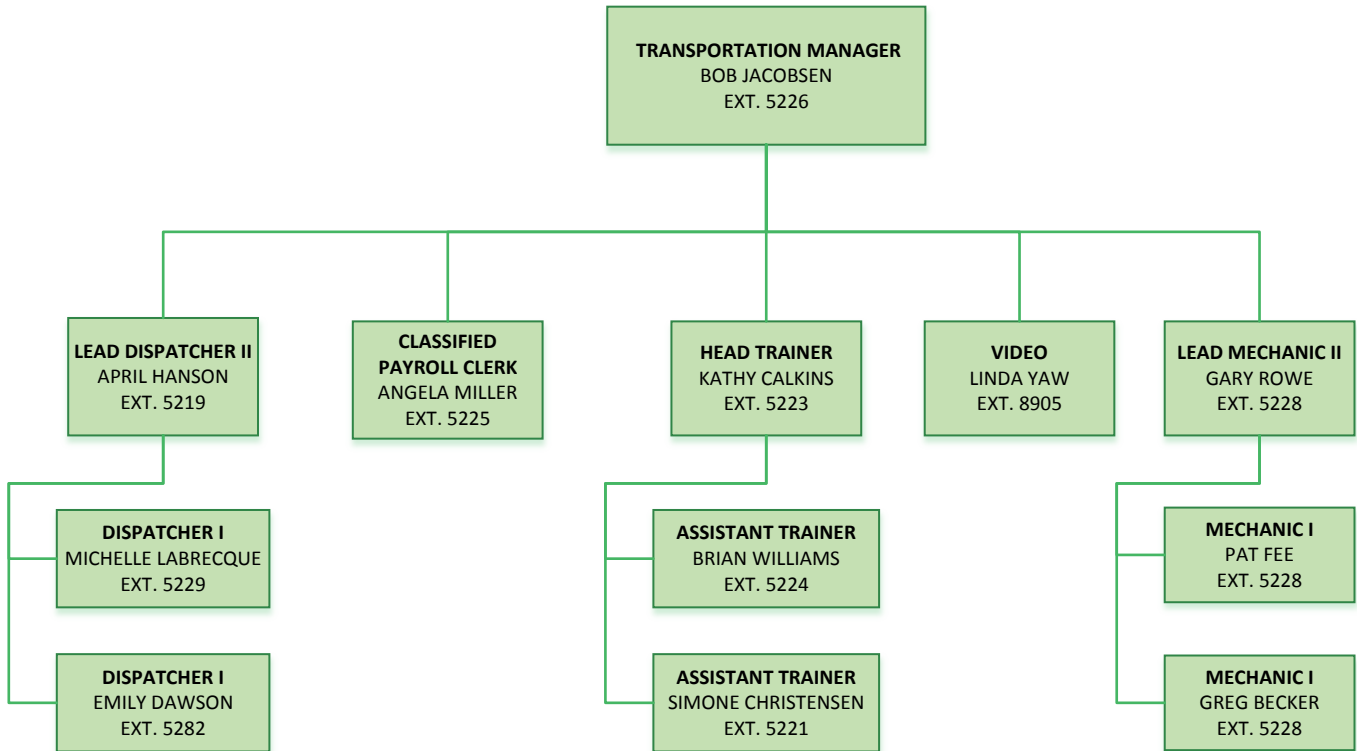 TRANSPORTATION MANAGER
BOB JACOBSEN
EXT. 5226
LEAD DISPATCHER II
APRIL HANSON
EXT. 5219
CLASSIFIED
PAYROLL CLERK
ANGELA MILLER
EXT. 5225
HEAD TRAINER
KATHY CALKINS
EXT. 5223
VIDEO
LINDA YAW
EXT. 8905
LEAD MECHANIC II
GARY ROWE
EXT. 5228
DISPATCHER I
MICHELLE LABRECQUE
EXT. 5229
ASSISTANT TRAINER
BRIAN WILLIAMS
EXT. 5224
MECHANIC I
PAT FEE
EXT. 5228
DISPATCHER I
EMILY DAWSON
EXT. 5282
ASSISTANT TRAINER
SIMONE CHRISTENSEN
EXT. 5221
MECHANIC I
GREG BECKER
EXT. 5228